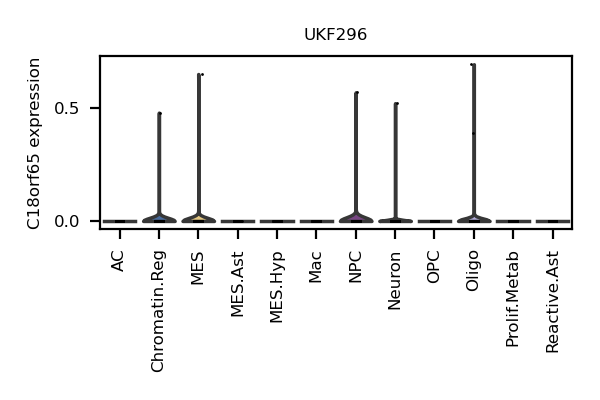 UKF296
C18orf65 expression
0.5
0.0
AC
Chromatin.Reg
MES
MES.Ast
MES.Hyp
Mac
NPC
Neuron
OPC
Oligo
Prolif.Metab
Reactive.Ast